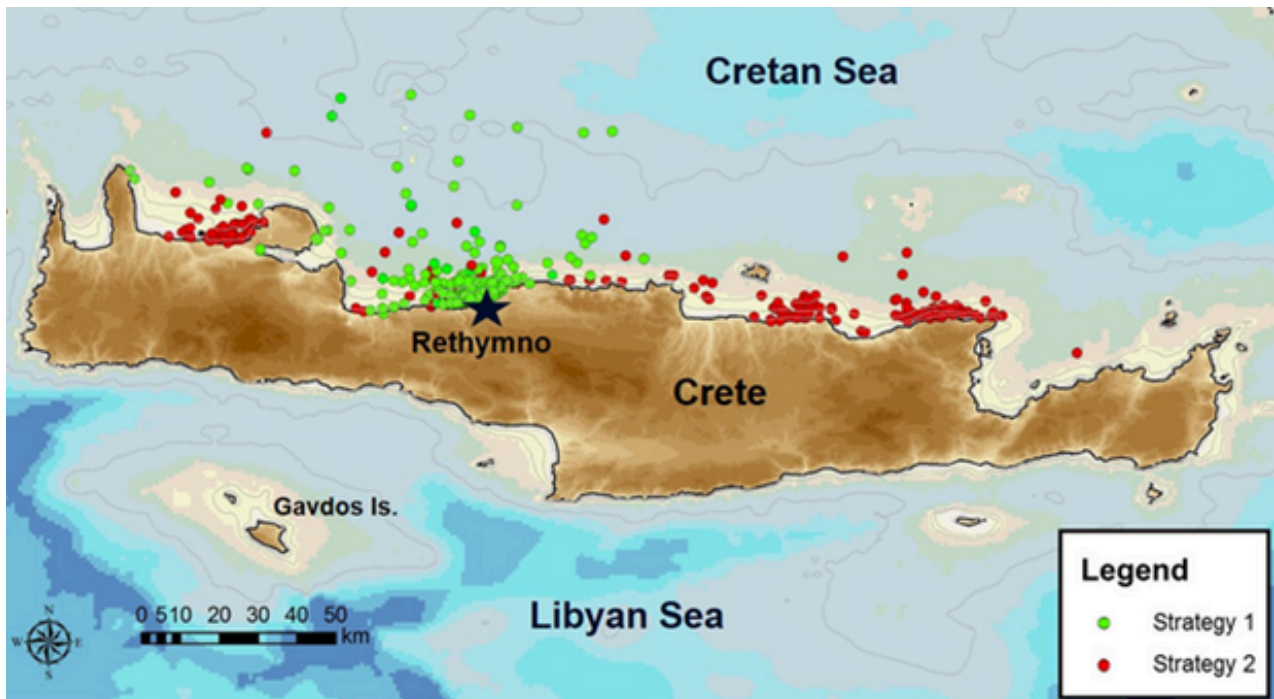 Cretan Sea
Rethymno
Crete
Gavdos Is.
Libyan Sea
0 5 10 20 30 40 50
km
N
W E
S
Legend
Strategy 1
Strategy 2